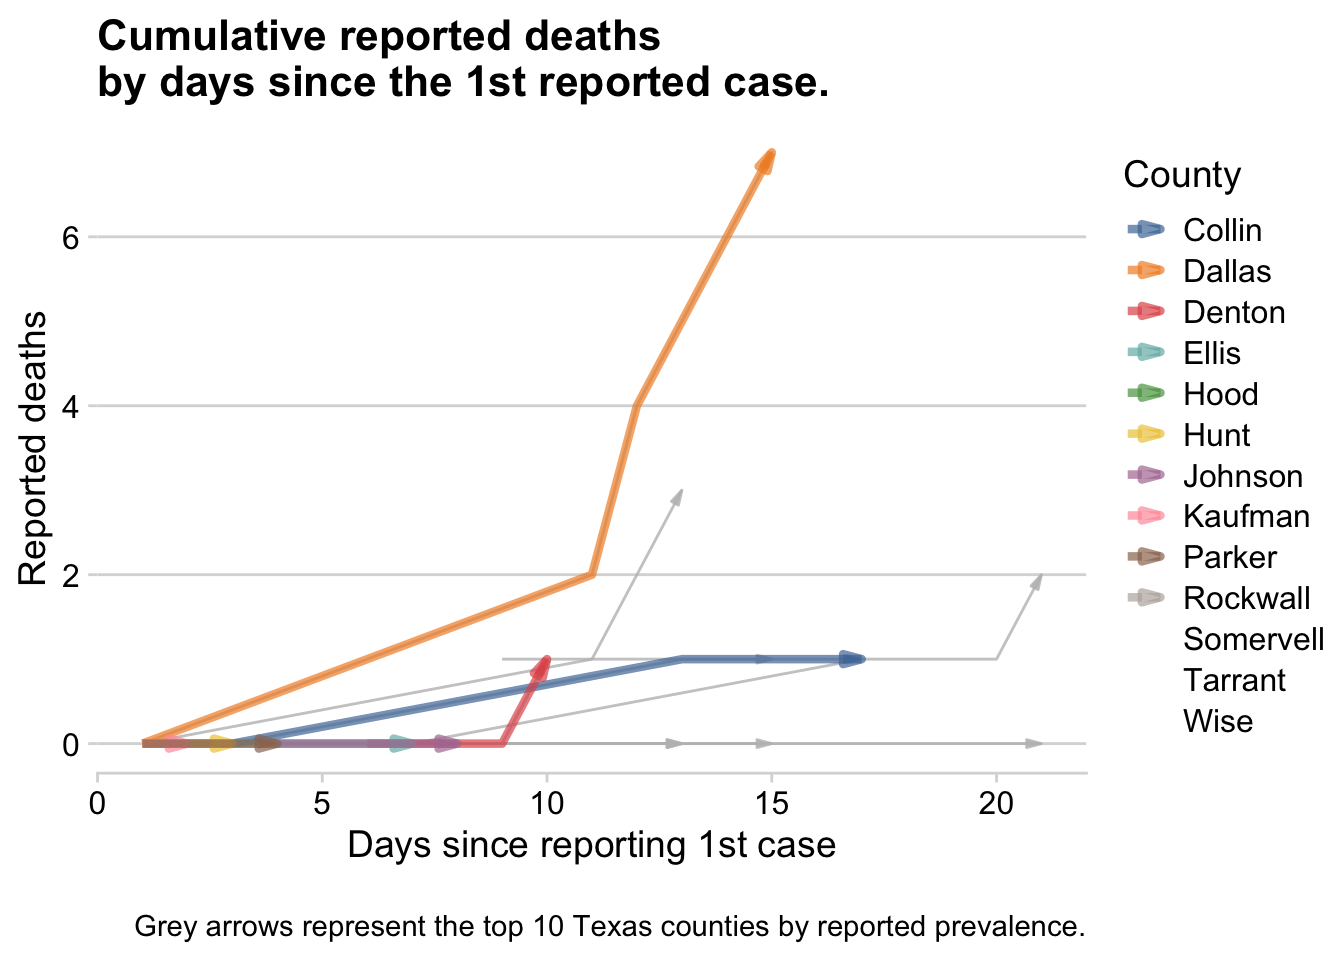 Cumulative reported deaths
by days since the 1st reported case.
Reported deaths
6
4
2
0
0 5 10 15 20
Days since reporting 1st case
County
Collin
Dallas
Denton
Ellis
Hood
Hunt
Johnson
Kaufman
Parker
Rockwall
Somervell
Tarrant
Wise
Grey arrows represent the top 10 Texas counties by reported prevalence.